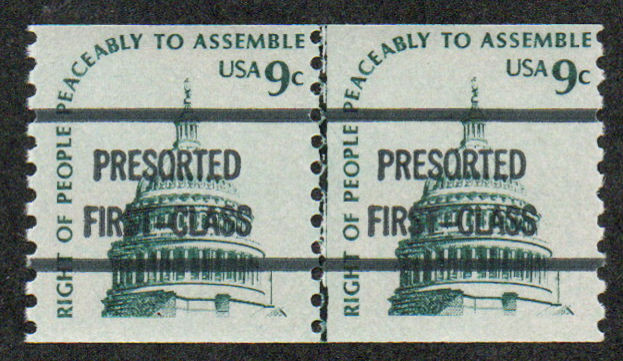 RIGHT OF PEOPLE PEACEABLY TO ASSEMBLE
USA 9c
PRESORTED
FIRST-CLASS
RIGHT OF PEOPLE PEACEABLY TO ASSEMBLE
USA 9c
PRESORTED
FIRST-CLASS